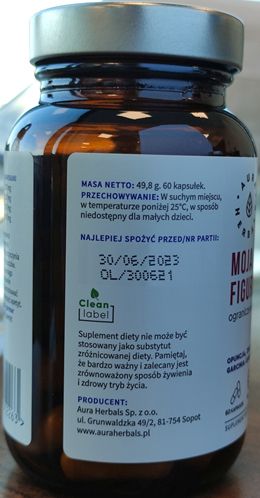 MASA NETTO: 49,8 g. 60 kapsułek.
PRZECHOWYWANIE: W suchym miejscu,
w temperaturze poniżej 25°C, w sposób
niedostępny dla małych dzieci.
NAJLEPIEJ SPOŻYĆ PRZED/NR PARTII:
30/06/2023
OL/300621
Clean
label
Suplement diety nie może być
stosowany jako substytut
zróżnicowanej diety. Pamiętaj,
że bardzo ważny i zalecany jest
zrównoważony sposób żywienia
i zdrowy tryb życia.
PRODUCENT:
Aura Herbals Sp. z o.o.
ul. Grunwaldzka 49/2, 81-754 Sopot
www.auraherbals.pl
MOJA
FIGU